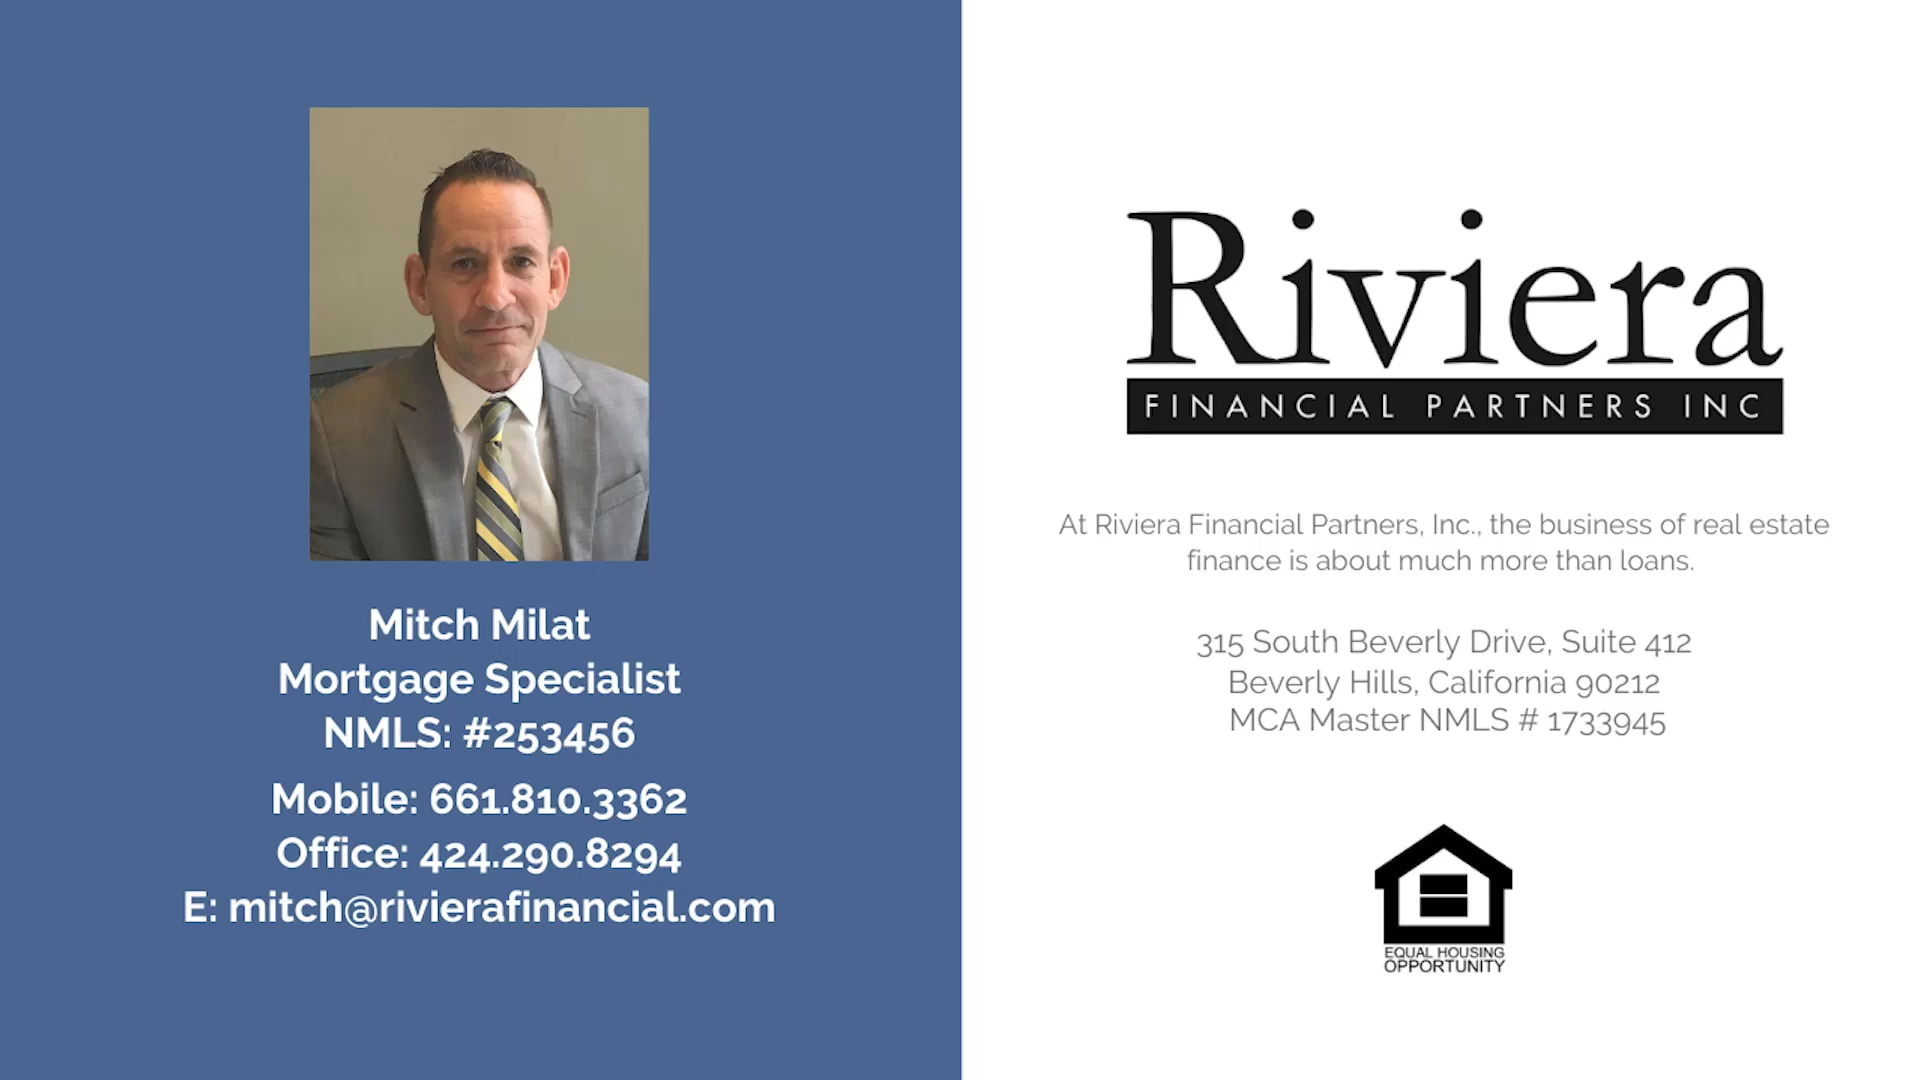 Mitch Milat
Mortgage Specialist
NMLS: #253456
Mobile: 661.810.3362
Office: 424.290.8294
E: mitch@rivierafinancial.com
Riviera
FINANCIAL PARTNERS INC
At Riviera Financial Partners, Inc., the business of real estate
finance is about much more than loans.
315 South Beverly Drive, Suite 412
Beverly Hills, California 90212
MCA Master NMLS # 1733945
EQUAL HOUSING
OPPORTUNITY